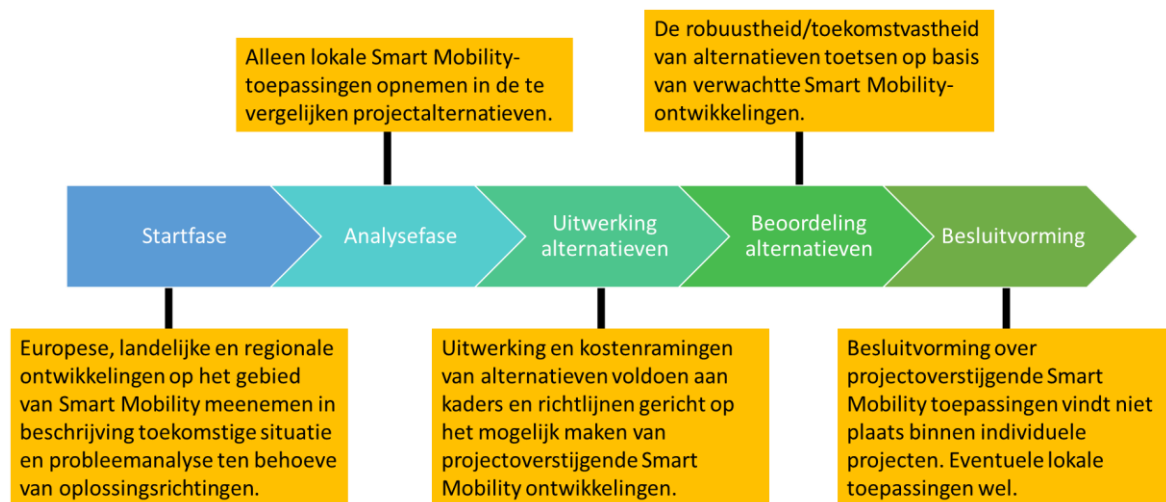 Alleen lokale Smart Mobility-
toepassingen opnemen in de te
vergelijken projectalternatieven.
De robuustheid/toekomstvastheid
van alternatieven toetsen op basis
van verwachtte Smart Mobility-
ontwikkelingen.
Startfase
Analysefase
Uitwerking
alternatieven
Beoordeling
alternatieven
Besluitvorming
Europese, landelijke en regionale
ontwikkelingen op het gebied
van Smart Mobility meenemen in
beschrijving toekomstige situatie
en probleemanalyse ten behoeve
van oplossingsrichtingen.
Uitwerking en kostenramingen
van alternatieven voldoen aan
kaders en richtlijnen gericht op
het mogelijk maken van
projectoverstijgende Smart
Mobility ontwikkelingen.
Besluitvorming over
projectoverstijgende Smart
Mobility toepassingen vindt niet
plaats binnen individuele
projecten. Eventuele lokale
toepassingen wel.